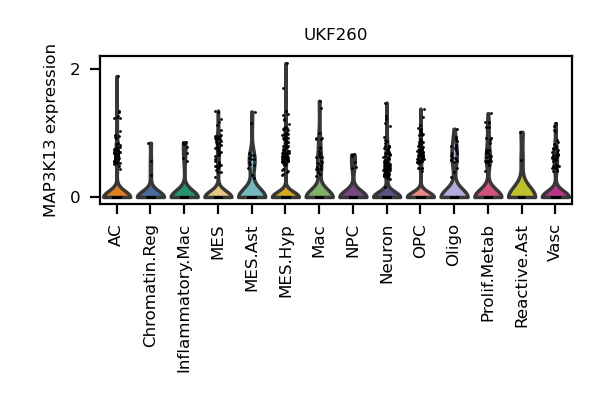 UKF260
MAP3K13 expression
2
0
AC
Chromatin.Reg
Inflammatory.Mac
MES
MES.Ast
MES.Hyp
Mac
NPC
Neuron
OPC
Oligo
Prolif.Metab
Reactive.Ast
Vasc